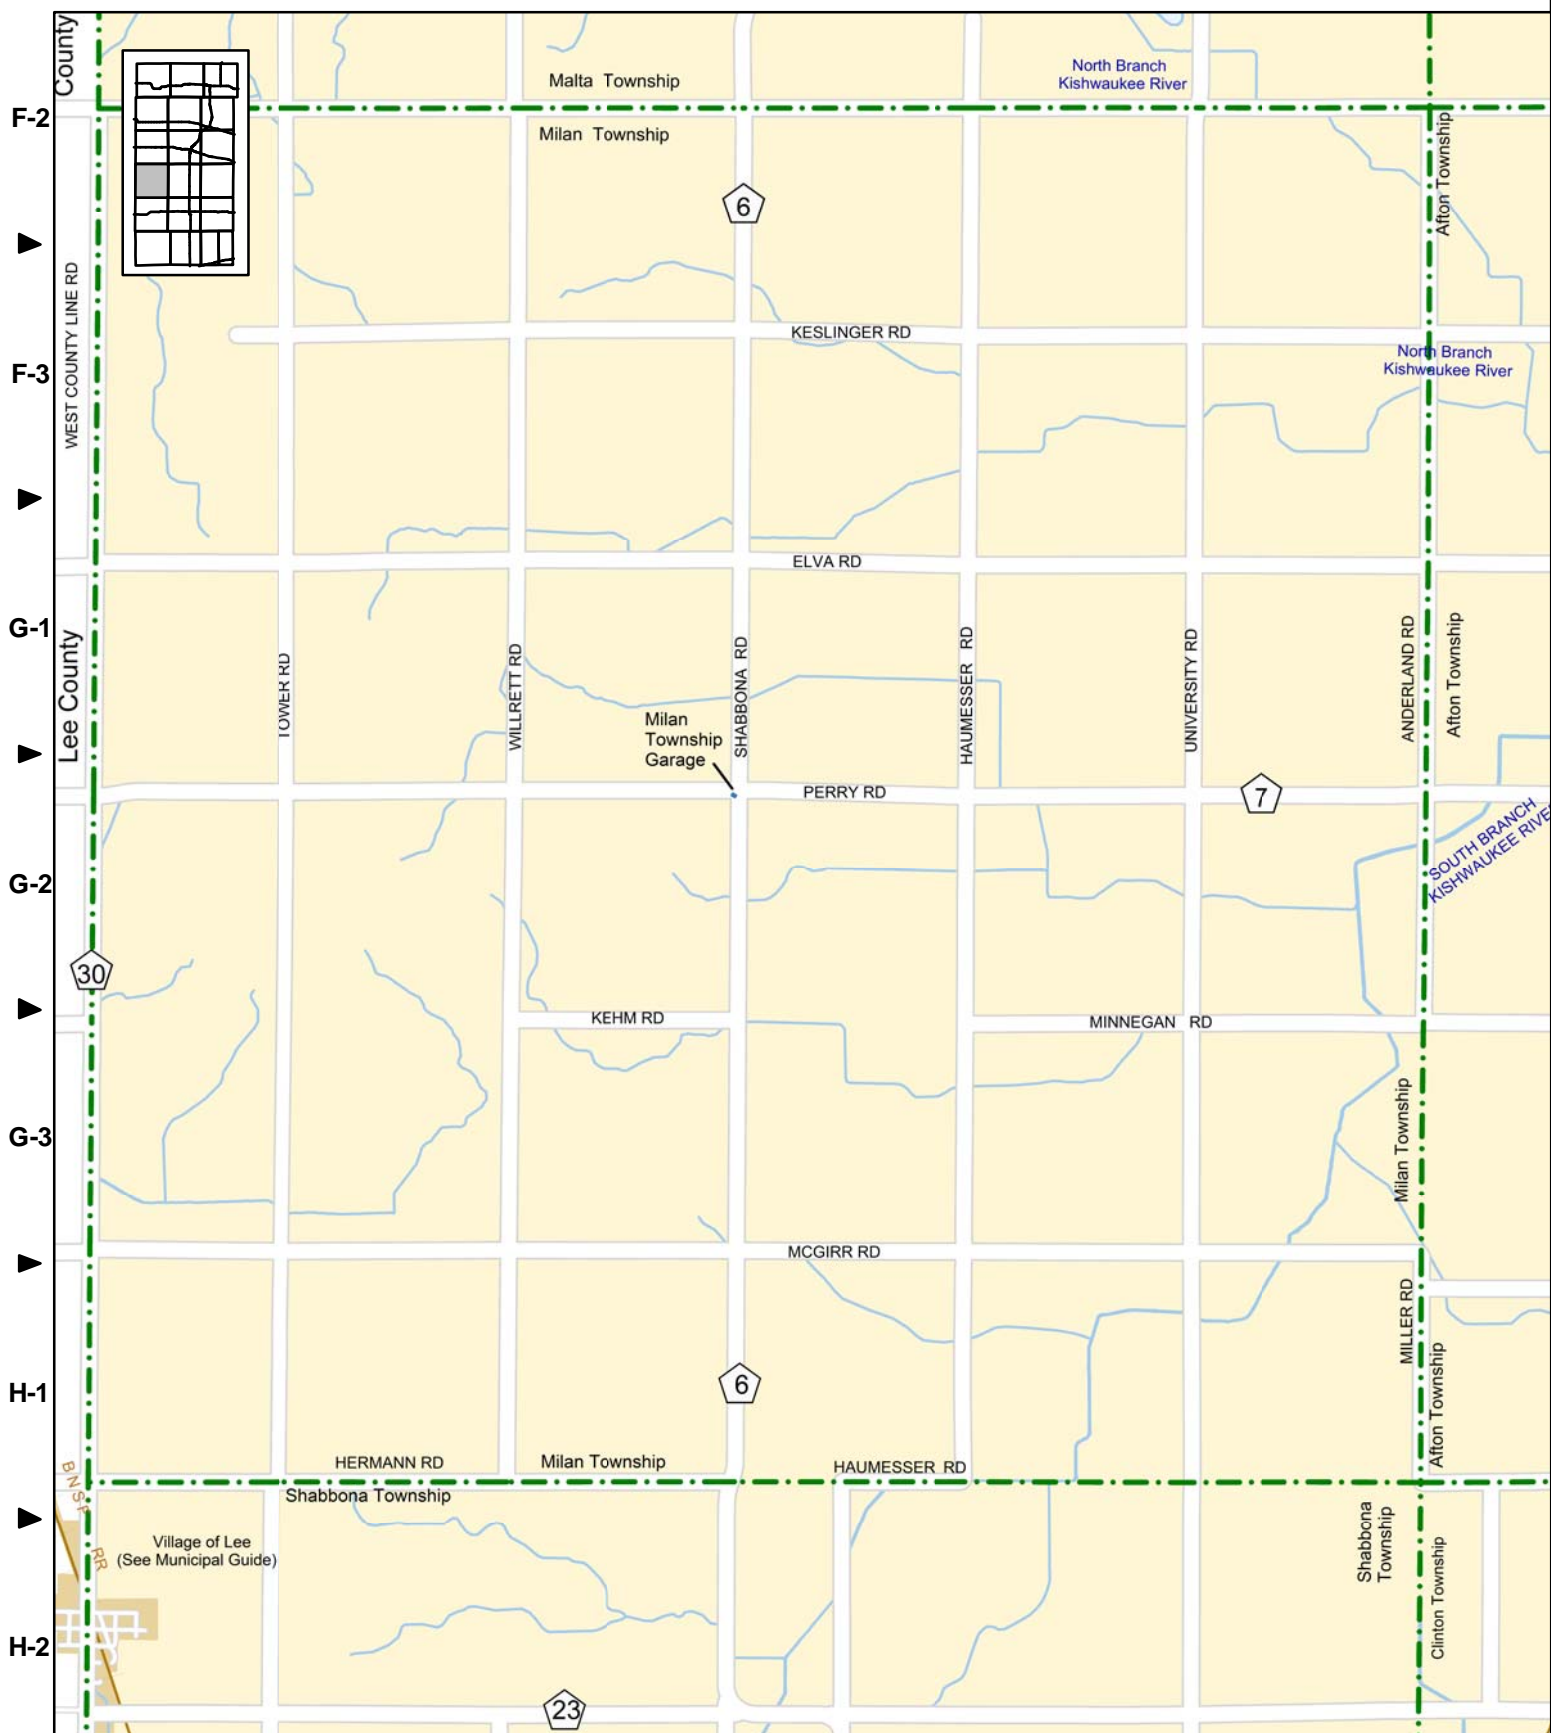 County
Malta  Township
North Branch
Kishwaukee River
F-2
Milan  Township
Afton Township
6
WEST COUNTY LINE RD
KESLINGER RD
North Branch
Kishwaukee River
F-3
ELVA RD
G-1
Lee County
TOWER RD
WILLRETT RD
SHABBONA  RD
HAUMESSER  RD
UNIVERSITY RD
ANDERLAND RD
Afton Township
Milan
Township
Garage
PERRY RD
7
SOUTH BRANCH
KISHWAUKEE RIVE
G-2
30
KEHM RD
MINNEGAN  RD
Milan Township
G-3
MCGIRR RD
MILLER RD
Afton Township
6
H-1
HERMANN RD
Milan Township
HAUMESSER  RD
BNSF RR
Shabbona Township
Shabbona
Township
Village of Lee
(See Municipal Guide)
Clinton Township
H-2
23